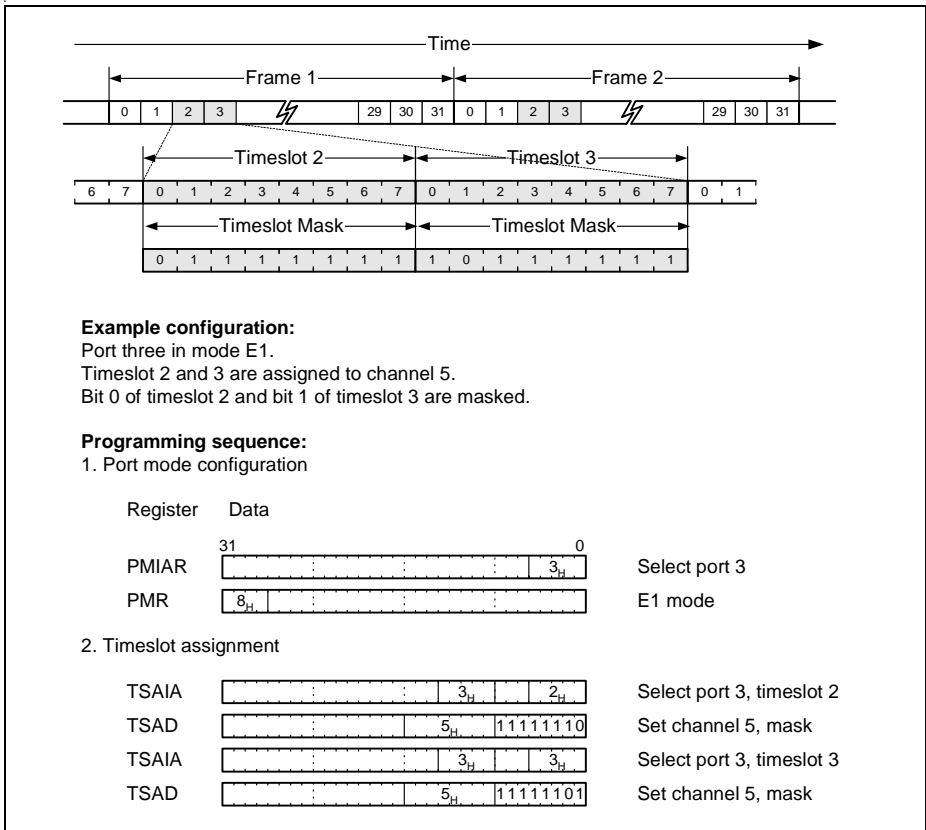 Time
Frame 1 Frame 2
0 1 2 3 29 30 31 0 1 2 3 29 30 31
Timeslot 2 Timeslot 3
6 7 0 1 2 3 4 5 6 7 0 1 2 3 4 5 6 7 0 1
Timeslot Mask Timeslot Mask
0 1 1 1 1 1 1 1 1 0 1 1 1 1 1 1
Example configuration:
Port three in mode E1.
Timeslot 2 and 3 are assigned to channel 5.
Bit 0 of timeslot 2 and bit 1 of timeslot 3 are masked.
Programming sequence:
1. Port mode configuration
Register Data
31 0
PMIAR 3H Select port 3
PMR 8H E1 mode
2. Timeslot assignment
TSAIA 3H 2H Select port 3, timeslot 2
TSAD 5H 11111110 Set channel 5, mask
TSAIA 3H 3H Select port 3, timeslot 3
TSAD 5H 11111101 Set channel 5, mask